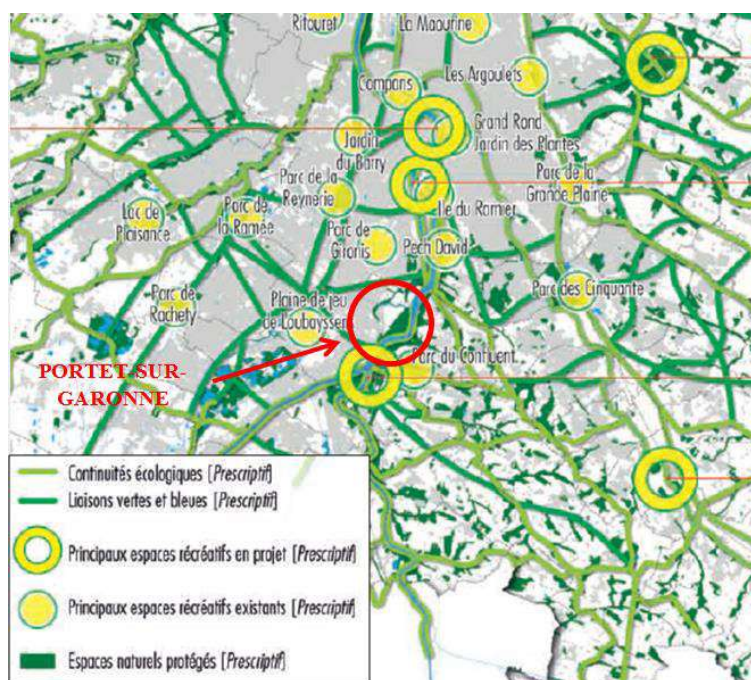 Ritouret
La Maourine
Les Argoulets
Compans
Grand Rond
Jardin des Plantes
Jardin
du Barry
Parc de la
Grande Plaine
Parc de la
Reynerie
Ile du Ramier
Lac de
Plaisance
Parc de
la Ramée
Parc de
Gironis
Pech David
Parc de
Rachety
Plaine de jeu
de Loubayssens
Parc des Cinquante
Parc du Confluent
PORTET-SUR-
GARONNE
Continuités écologiques [Prescriptif]
Liaisons vertes et bleues [Prescriptif]
Principaux espaces récréatifs en projet [Prescriptif]
Principaux espaces récréatifs existants [Prescriptif]
Espaces naturels protégés [Prescriptif]